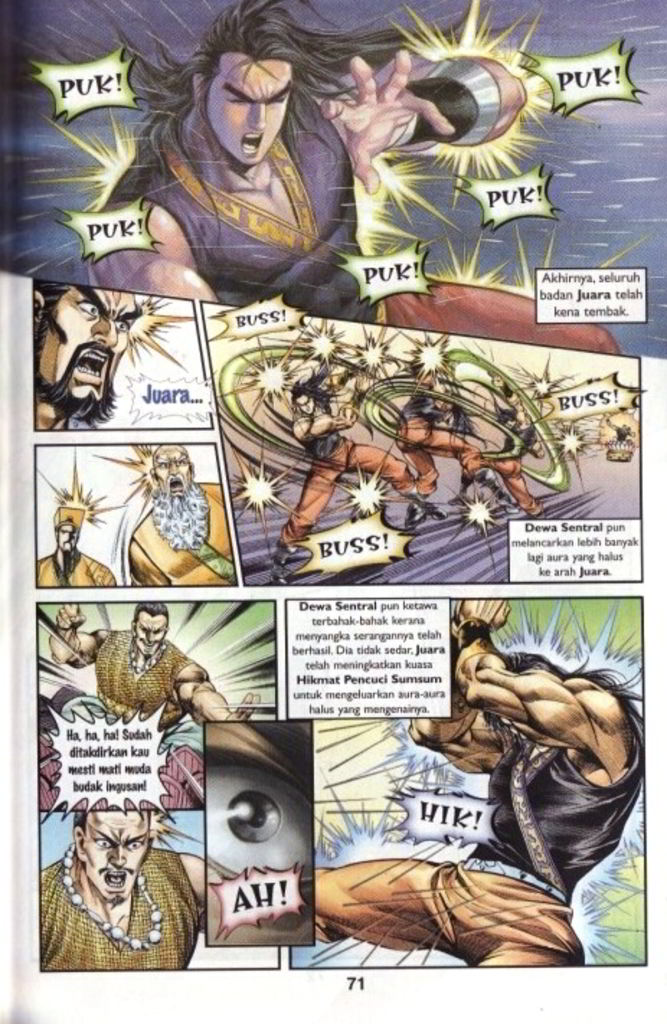 PUK!
PUK!
PUK!
PUK!
PUK!
Akhirnya, seluruh
badan Juara telah
kena tembak.
Juara...
BUSS!
BUSS!
BUSS!
Dewa Sentral pun
melancarkan lebih banyak
lagi aura yang halus
ke arah Juara.
Ha, ha, ha! Sudah
ditakdirkan kau
mesti mati muda
budak ingusan!
Dewa Sentral pun ketawa
terbahak-bahak kerana
menyangka serangannya telah
berhasil. Dia tidak sedar, Juara
telah meningkatkan kuasa
Hikmat Pencuci Sumsum
untuk mengeluarkan aura-aura
halus yang mengenainya.
AH!
HIK!
71